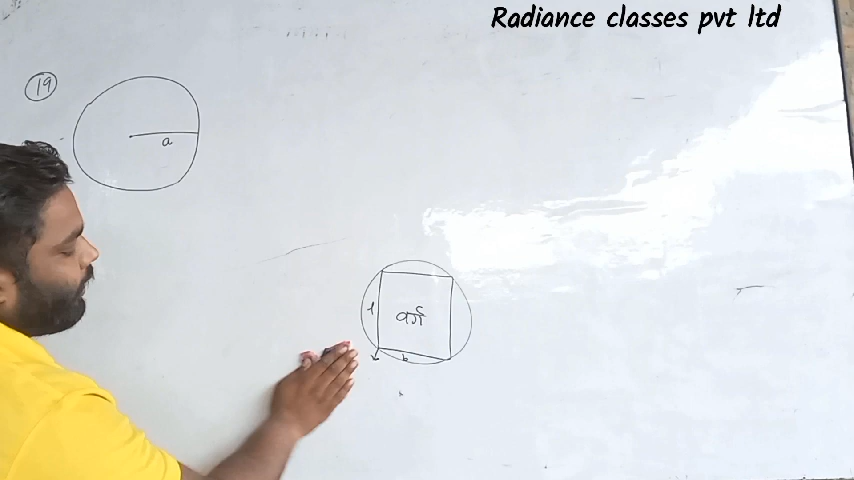 Radiance classes pvt ltd
19
a
l
वर्ग
b